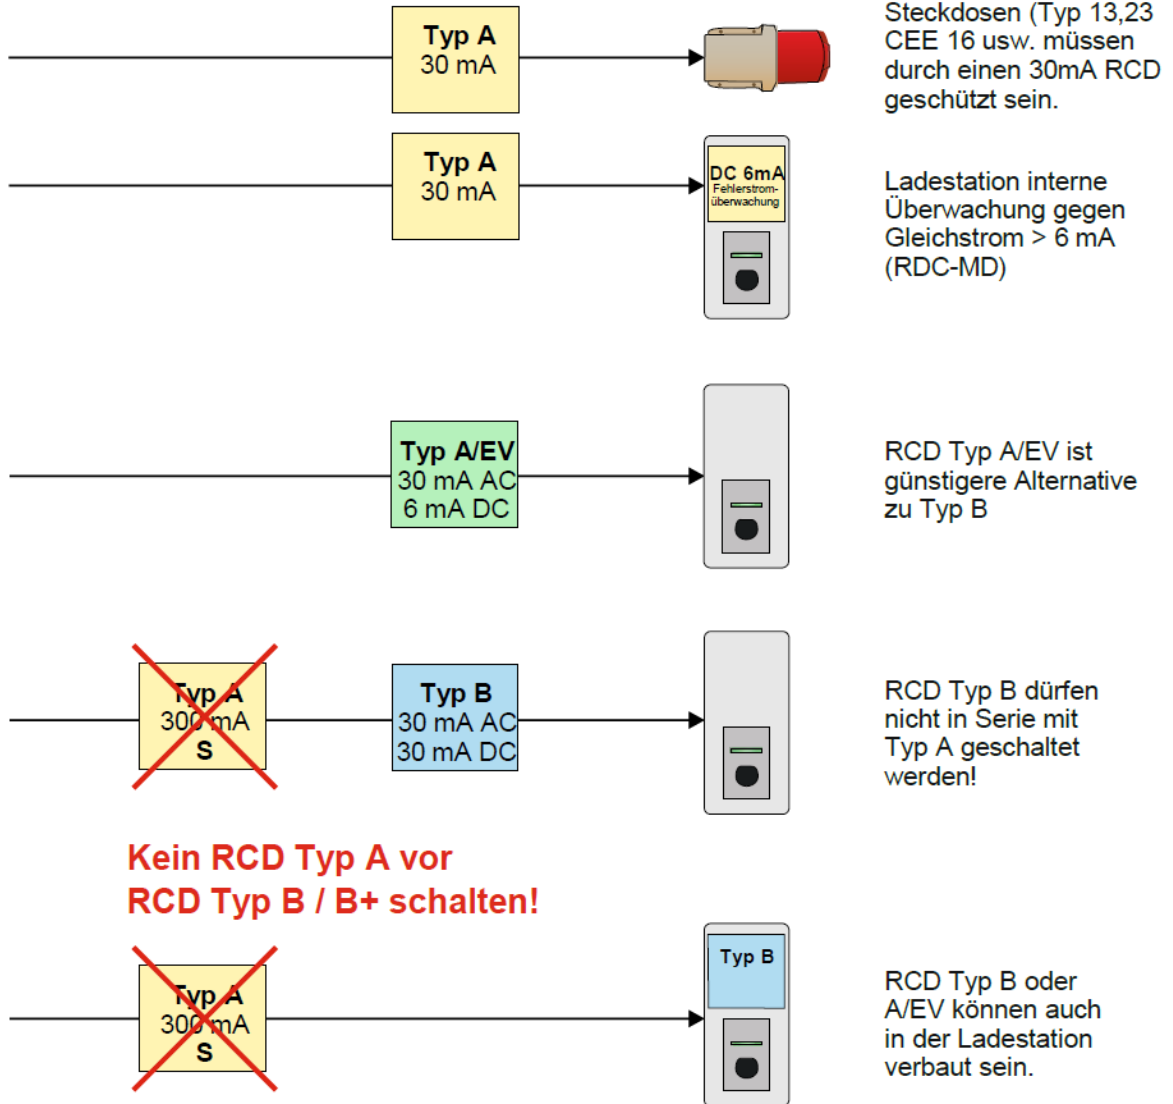 Typ A
30 mA
Steckdosen (Typ 13,23
CEE 16 usw. müssen
durch einen 30mA RCD
geschützt sein.
Typ A
30 mA
DC 6mA
Fehlerstrom-
überwachung
Ladestation interne
Überwachung gegen
Gleichstrom > 6 mA
(RDC-MD)
Typ A/EV
30 mA AC
6 mA DC
RCD Typ A/EV ist
günstigere Alternative
zu Typ B
Typ A
300 mA
S
Typ B
30 mA AC
30 mA DC
RCD Typ B dürfen
nicht in Serie mit
Typ A geschaltet
werden!
Kein RCD Typ A vor
RCD Typ B / B+ schalten!
Typ A
300 mA
S
Typ B
RCD Typ B oder
A/EV können auch
in der Ladestation
verbaut sein.